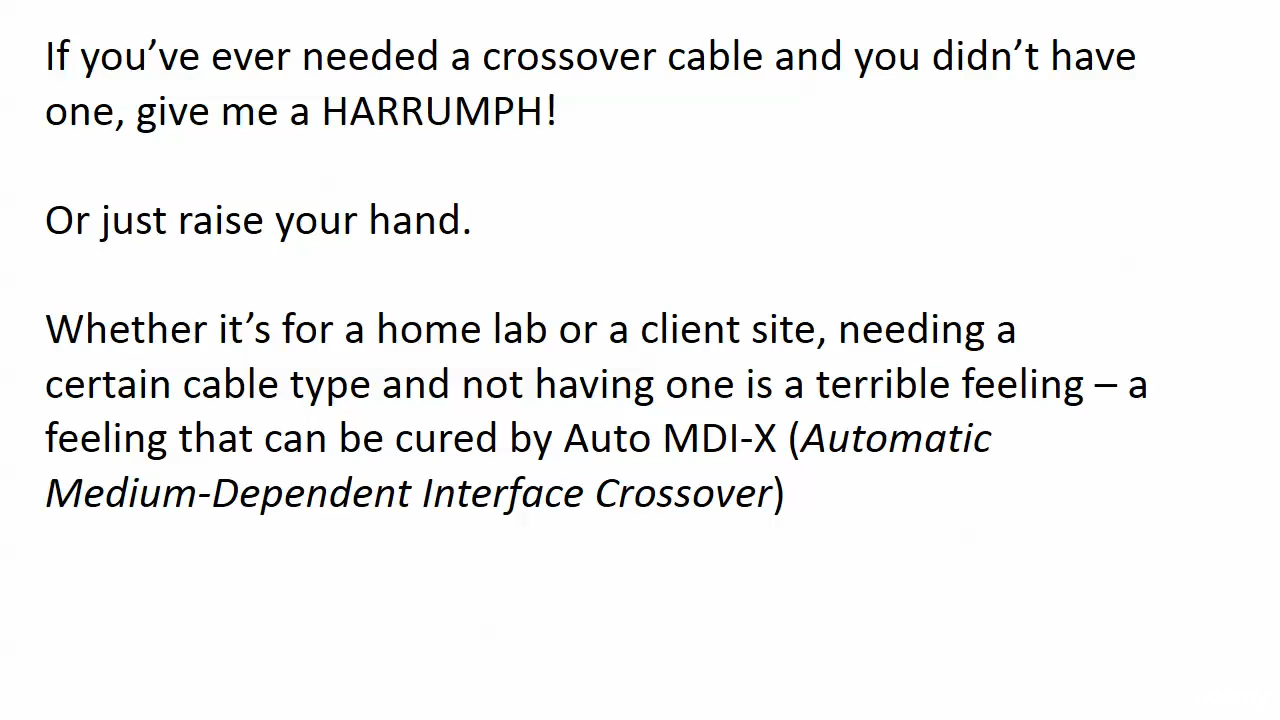 If you’ve ever needed a crossover cable and you didn’t have
one, give me a HARRUMPH!
Or just raise your hand.
Whether it’s for a home lab or a client site, needing a
certain cable type and not having one is a terrible feeling – a
feeling that can be cured by Auto MDI-X (Automatic
Medium-Dependent Interface Crossover)